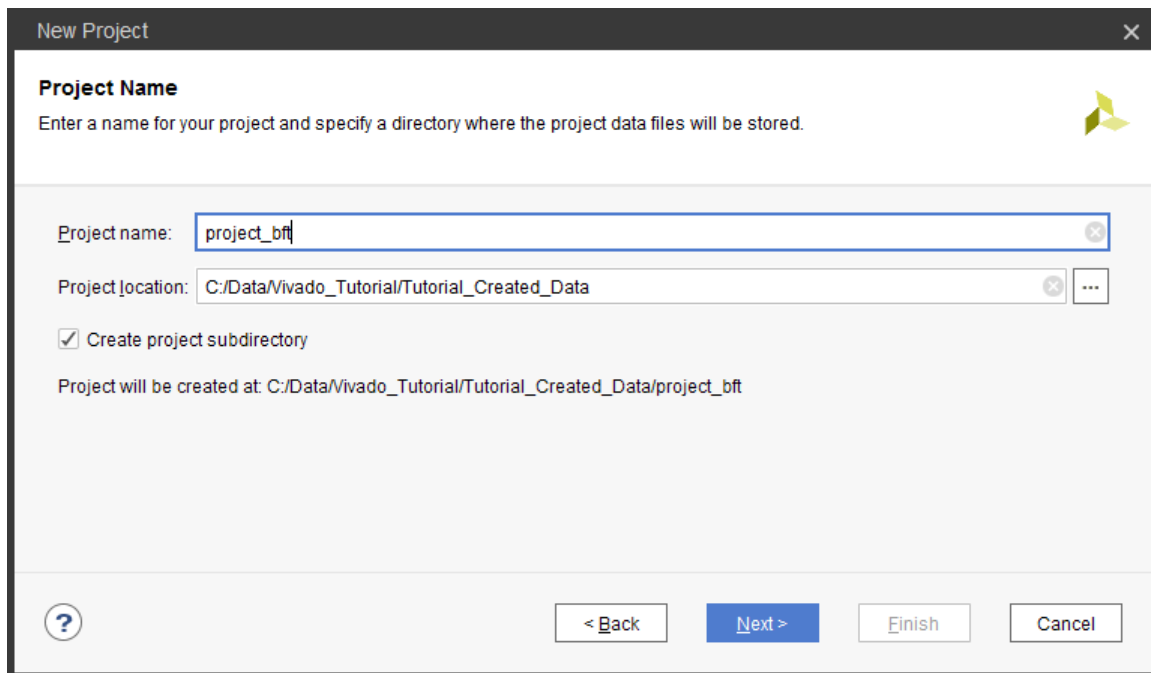 New Project
Project Name
Enter a name for your project and specify a directory where the project data files will be stored.
Project name: project_bft
Project location: C:/Data/Vivado_Tutorial/Tutorial_Created_Data ...
Create project subdirectory
Project will be created at: C:/Data/Vivado_Tutorial/Tutorial_Created_Data/project_bft
? < Back Next > Finish Cancel